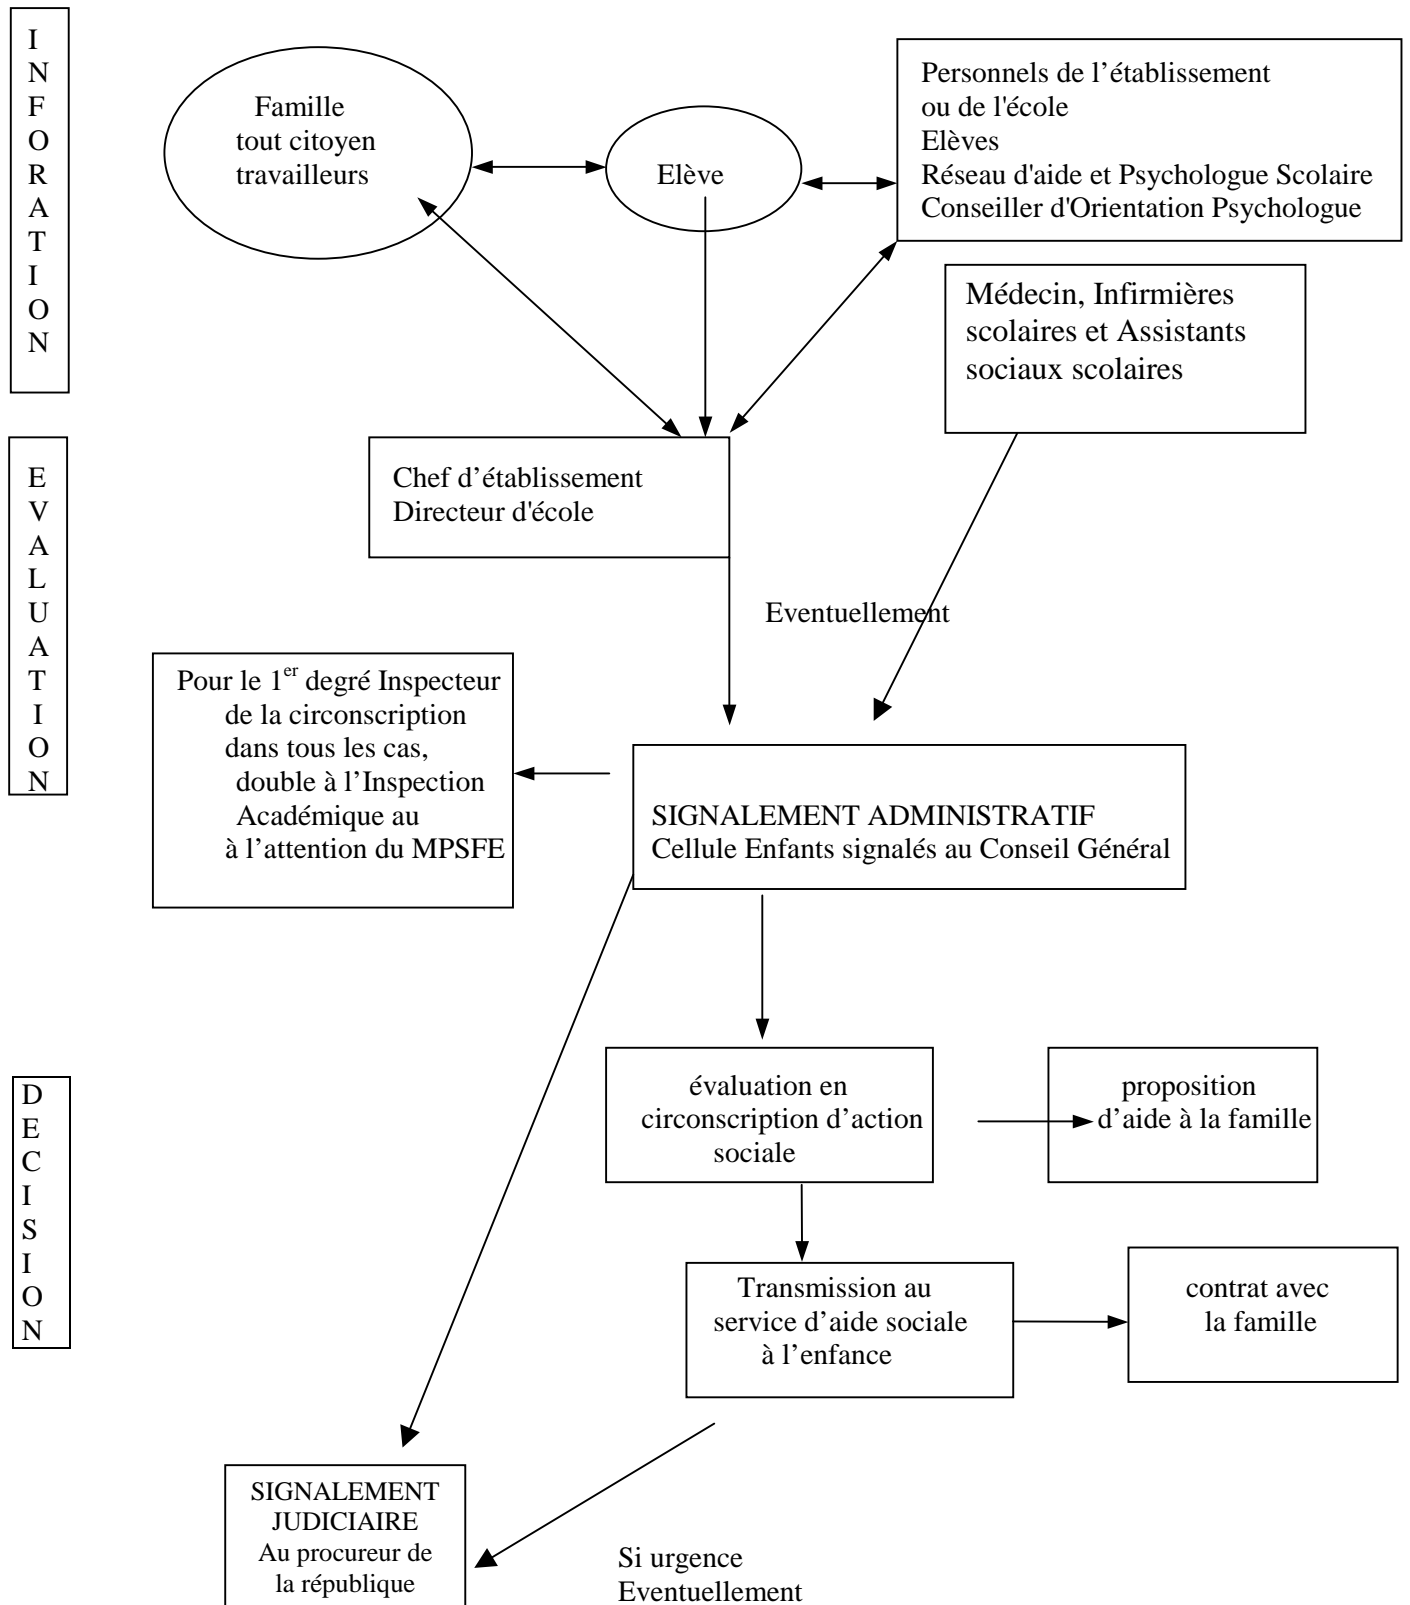 I
N
F
O
R
A
T
I
O
N
Famille
tout citoyen
travailleurs
Elève
Personnels de l’établissement
ou de l'école
Elèves
Réseau d'aide et Psychologue Scolaire
Conseiller d'Orientation Psychologue
Médecin, Infirmières
scolaires et Assistants
sociaux scolaires
E
V
A
L
U
A
T
I
O
N
Chef d’établissement
Directeur d'école
Eventuellement
Pour le 1er degré Inspecteur
de la circonscription
dans tous les cas,
double à l’Inspection
Académique au
à l’attention du MPSFE
SIGNALEMENT ADMINISTRATIF
Cellule Enfants signalés au Conseil Général
D
E
C
I
S
I
O
N
évaluation en
circonscription d’action
sociale
proposition
d’aide à la famille
Transmission au
service d’aide sociale
à l’enfance
contrat avec
la famille
SIGNALEMENT
JUDICIAIRE
Au procureur de
la république
Si urgence
Eventuellement